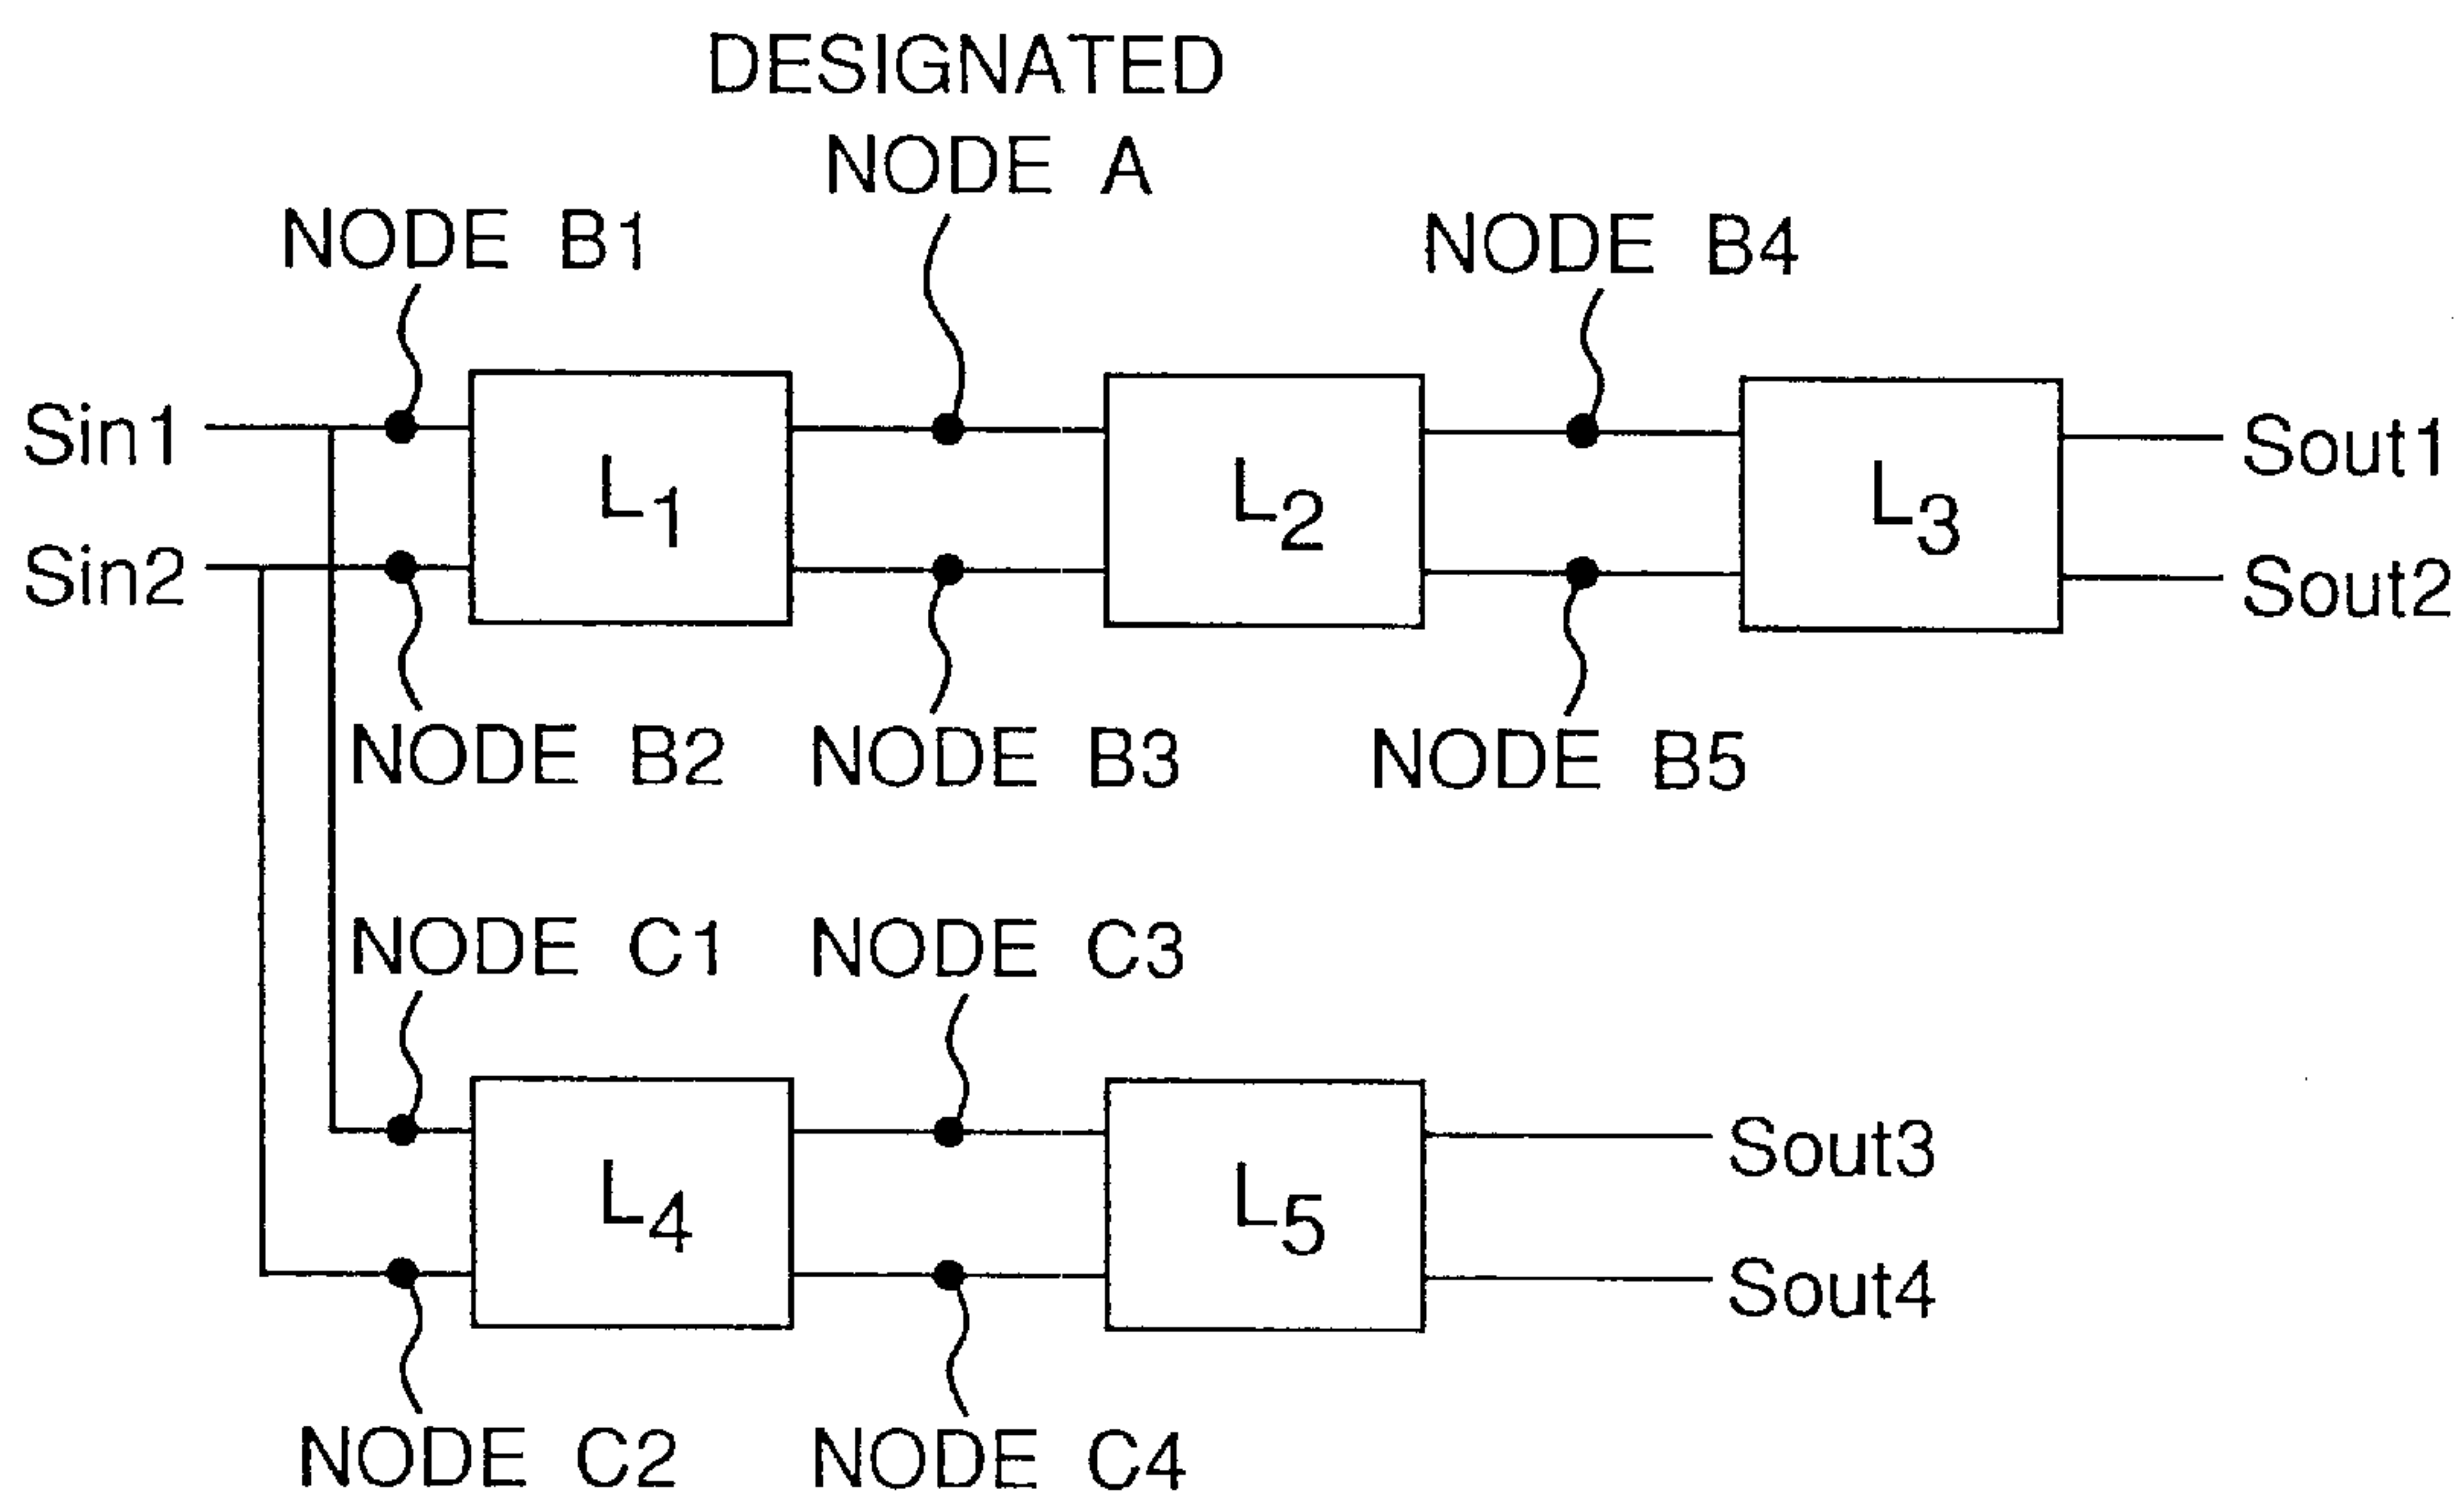 DESIGNATED
NODE A
NODE B1
NODE B4
Sin1
L1
L2
L3
Sout1
Sin2
Sout2
NODE B2
NODE B3
NODE B5
NODE C1
NODE C3
L4
L5
Sout3
Sout4
NODE C2
NODE C4